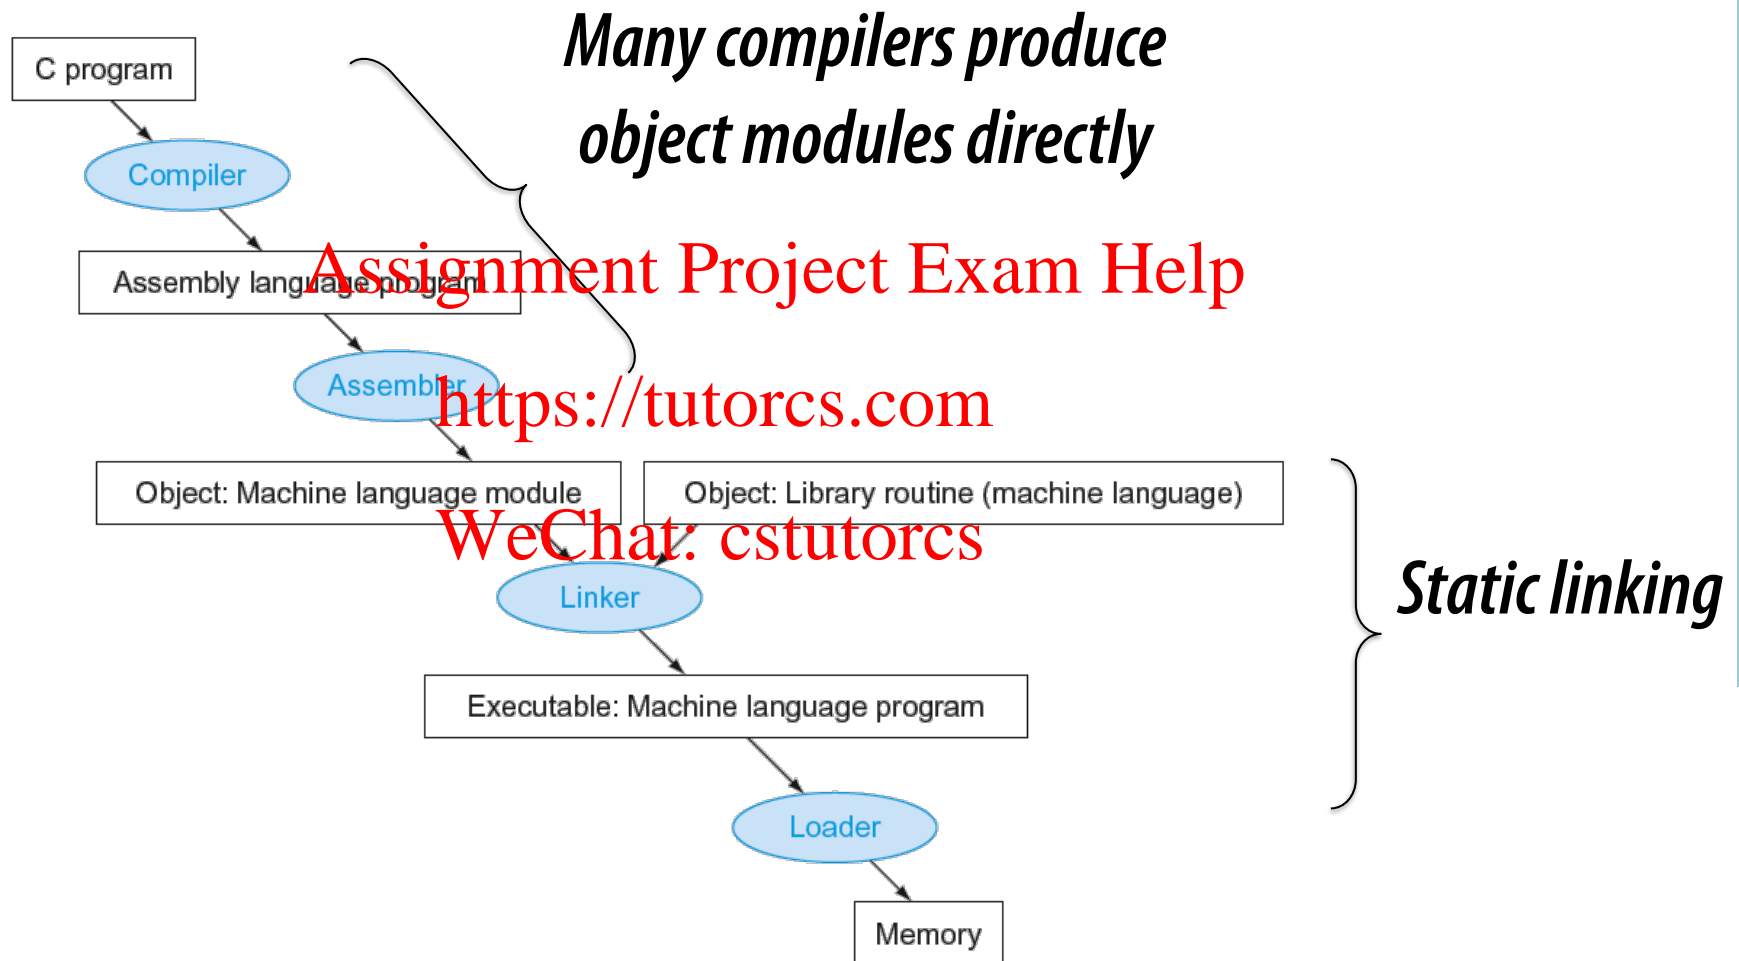 Many compilers produce
object modules directly
C program
Compiler
Assembly language program
Assignment Project Exam Help
Assembler
https://tutorcs.com
Object: Machine language module
Object: Library routine (machine language)
WeChat: cstutorcs
Linker
Static linking
Executable: Machine language program
Loader
Memory